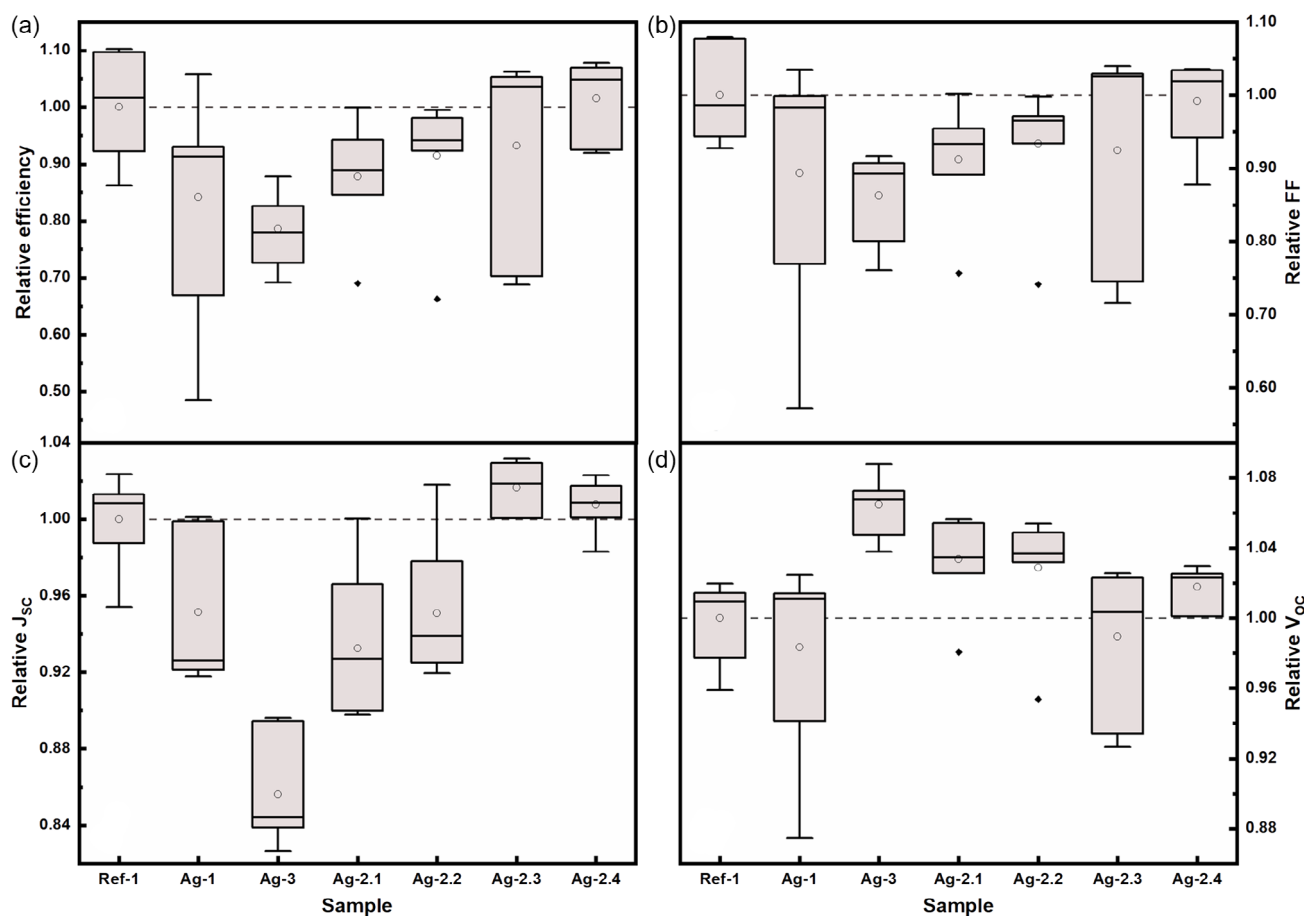 (a)
Relative efficiency
1.10
1.00
0.90
0.80
0.70
0.60
0.50
(b)
1.10
1.00
0.90
0.80
0.70
0.60
Relative FF
(c)
Relative JSC
1.04
1.00
0.96
0.92
0.88
0.84
Ref-1 Ag-1 Ag-3 Ag-2.1 Ag-2.2 Ag-2.3 Ag-2.4
Sample
(d)
1.08
1.04
1.00
0.96
0.92
0.88
Relative VOC
Ref-1 Ag-1 Ag-3 Ag-2.1 Ag-2.2 Ag-2.3 Ag-2.4
Sample